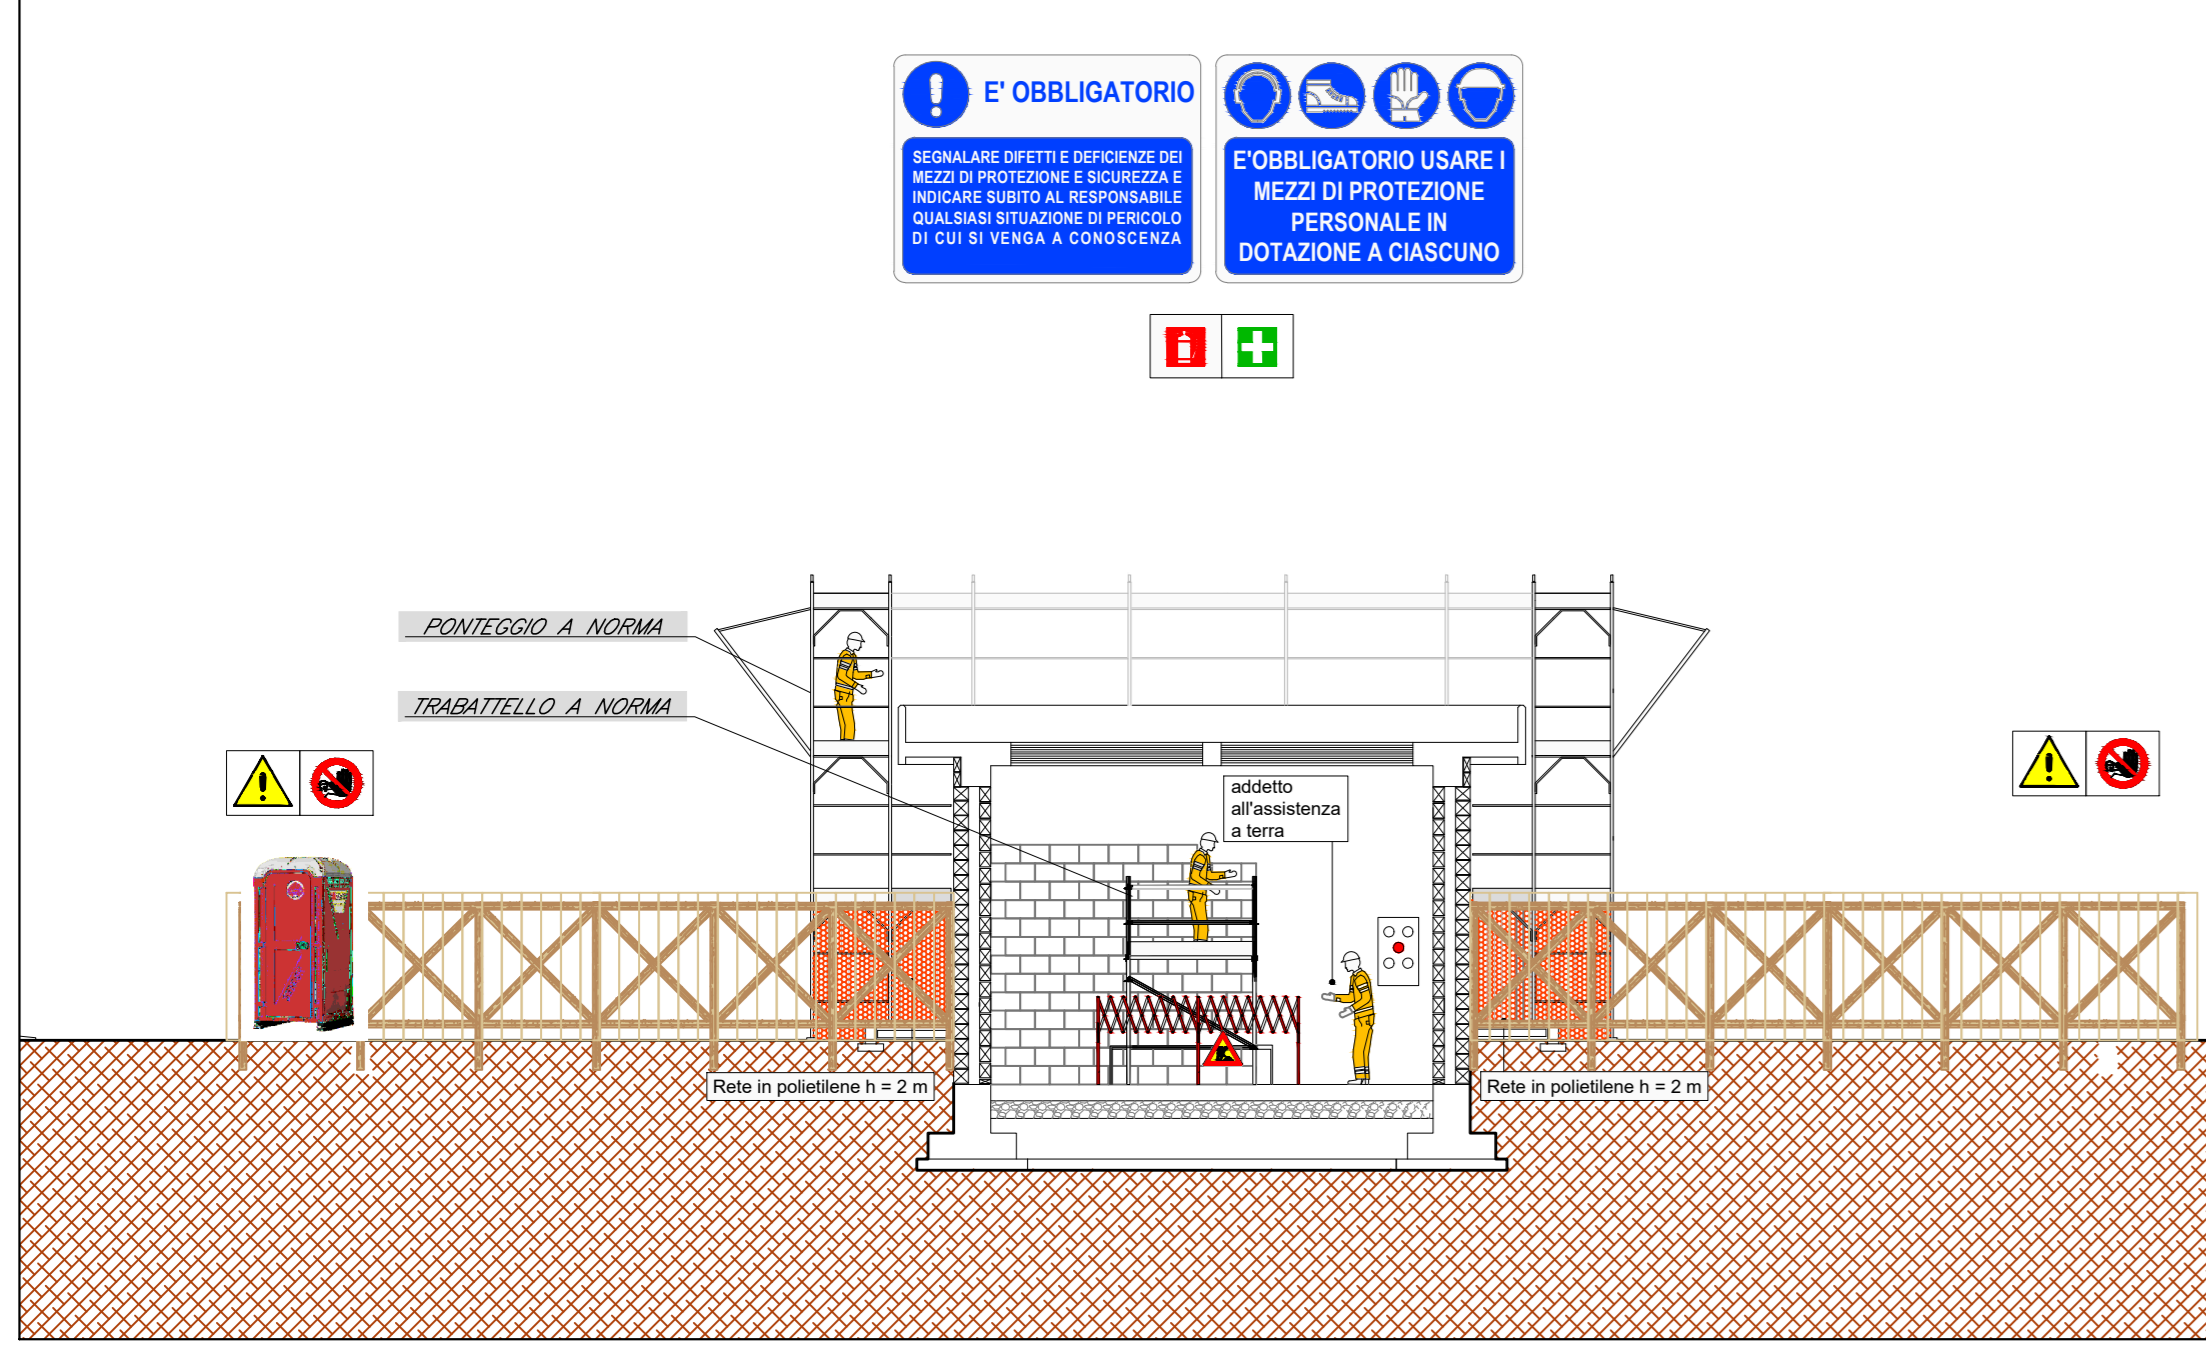 E' OBBLIGATORIO
SEGNALARE DIFETTI E DEFICIENZE DEI
MEZZI DI PROTEZIONE E SICUREZZA E
INDICARE SUBITO AL RESPONSABILE
QUALSIASI SITUAZIONE DI PERICOLO
DI CUI SI VENGA A CONOSCENZA
E'OBBLIGATORIO USARE I
MEZZI DI PROTEZIONE
PERSONALE IN
DOTAZIONE A CIASCUNO
PONTEGGIO A NORMA
TRABATTELLO A NORMA
addetto
all'assistenza
a terra
Rete in polietilene h = 2 m
Rete in polietilene h = 2 m